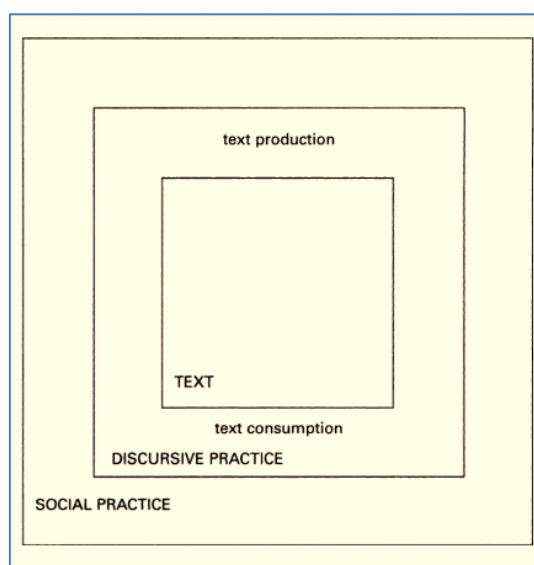 text production
TEXT
text consumption
DISCURSIVE PRACTICE
SOCIAL PRACTICE